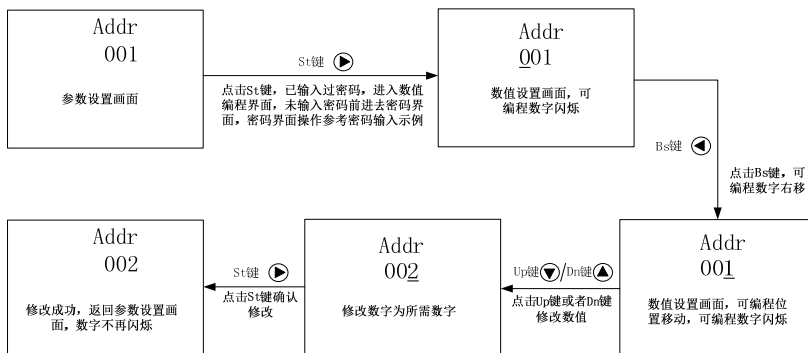 Addr
001
参数设置画面
St键
点击St键，已输入过密码，进入数值
编程界面，未输入密码前进去密码界
面，密码界面操作参考密码输入示例
Addr
001
数值设置画面，可
编程数字闪烁
Bs键
点击Bs键，可
编程数字右移
Addr
001
数值设置画面，可编程位
置移动，可编程数字闪烁
Up键/Dn键
点击Up键或者Dn键
修改数值
Addr
002
修改数字为所需数字
St键
点击St键确认
修改
Addr
002
修改成功，返回参数设置画
面，数字不再闪烁